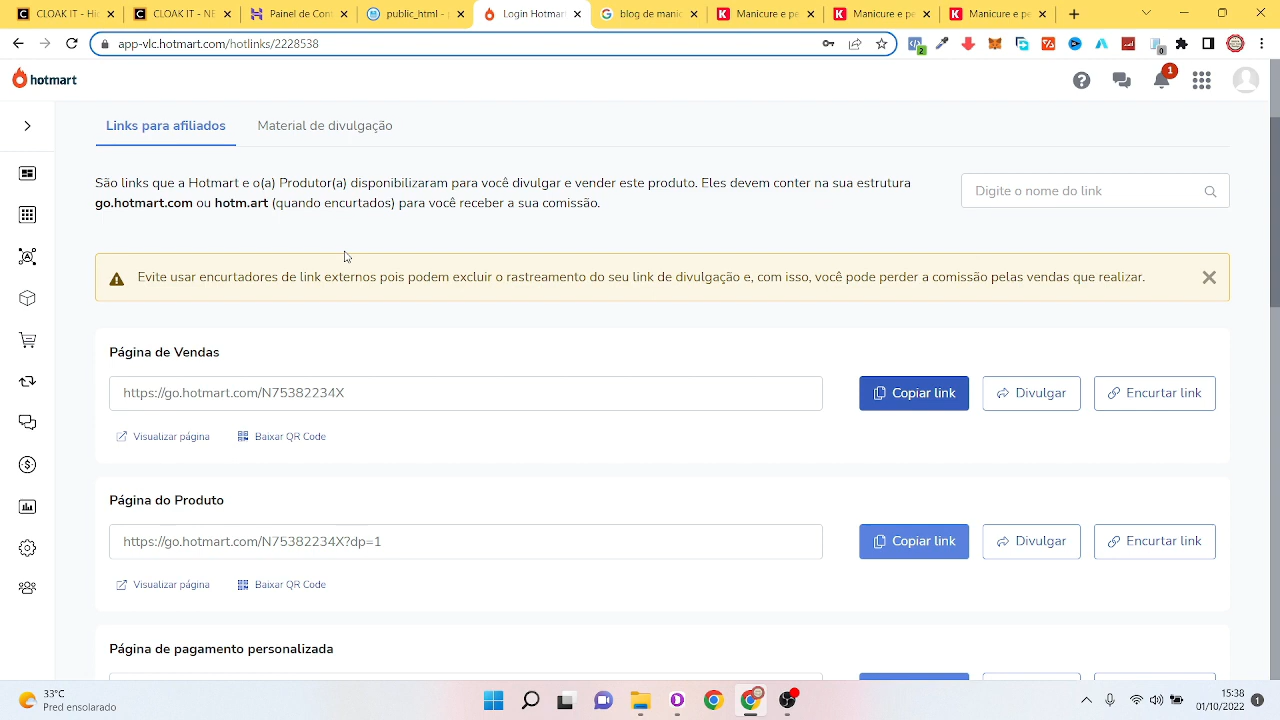 CLOAK IT - H
CLOAK IT - NE
Painel de Con
public_html - p
Login Hotmar
blog de manic
Manicure e pe
Manicure e pe
Manicure e pe
app-vlc.hotmart.com/hotlinks/2228538
2
0
hotmart
1
Links para afiliados
Material de divulgação
São links que a Hotmart e o(a) Produtor(a) disponibilizaram para você divulgar e vender este produto. Eles devem conter na sua estrutura
go.hotmart.com ou hotm.art (quando encurtados) para você receber a sua comissão.
Digite o nome do link
Evite usar encurtadores de link externos pois podem excluir o rastreamento do seu link de divulgação e, com isso, você pode perder a comissão pelas vendas que realizar.
Página de Vendas
https://go.hotmart.com/N75382234X
Copiar link
Divulgar
Encurtar link
Visualizar página
Baixar QR Code
Página do Produto
https://go.hotmart.com/N75382234X?dp=1
Copiar link
Divulgar
Encurtar link
Visualizar página
Baixar QR Code
Página de pagamento personalizada
33°C
Pred ensolarado
15:38
01/10/2022
1